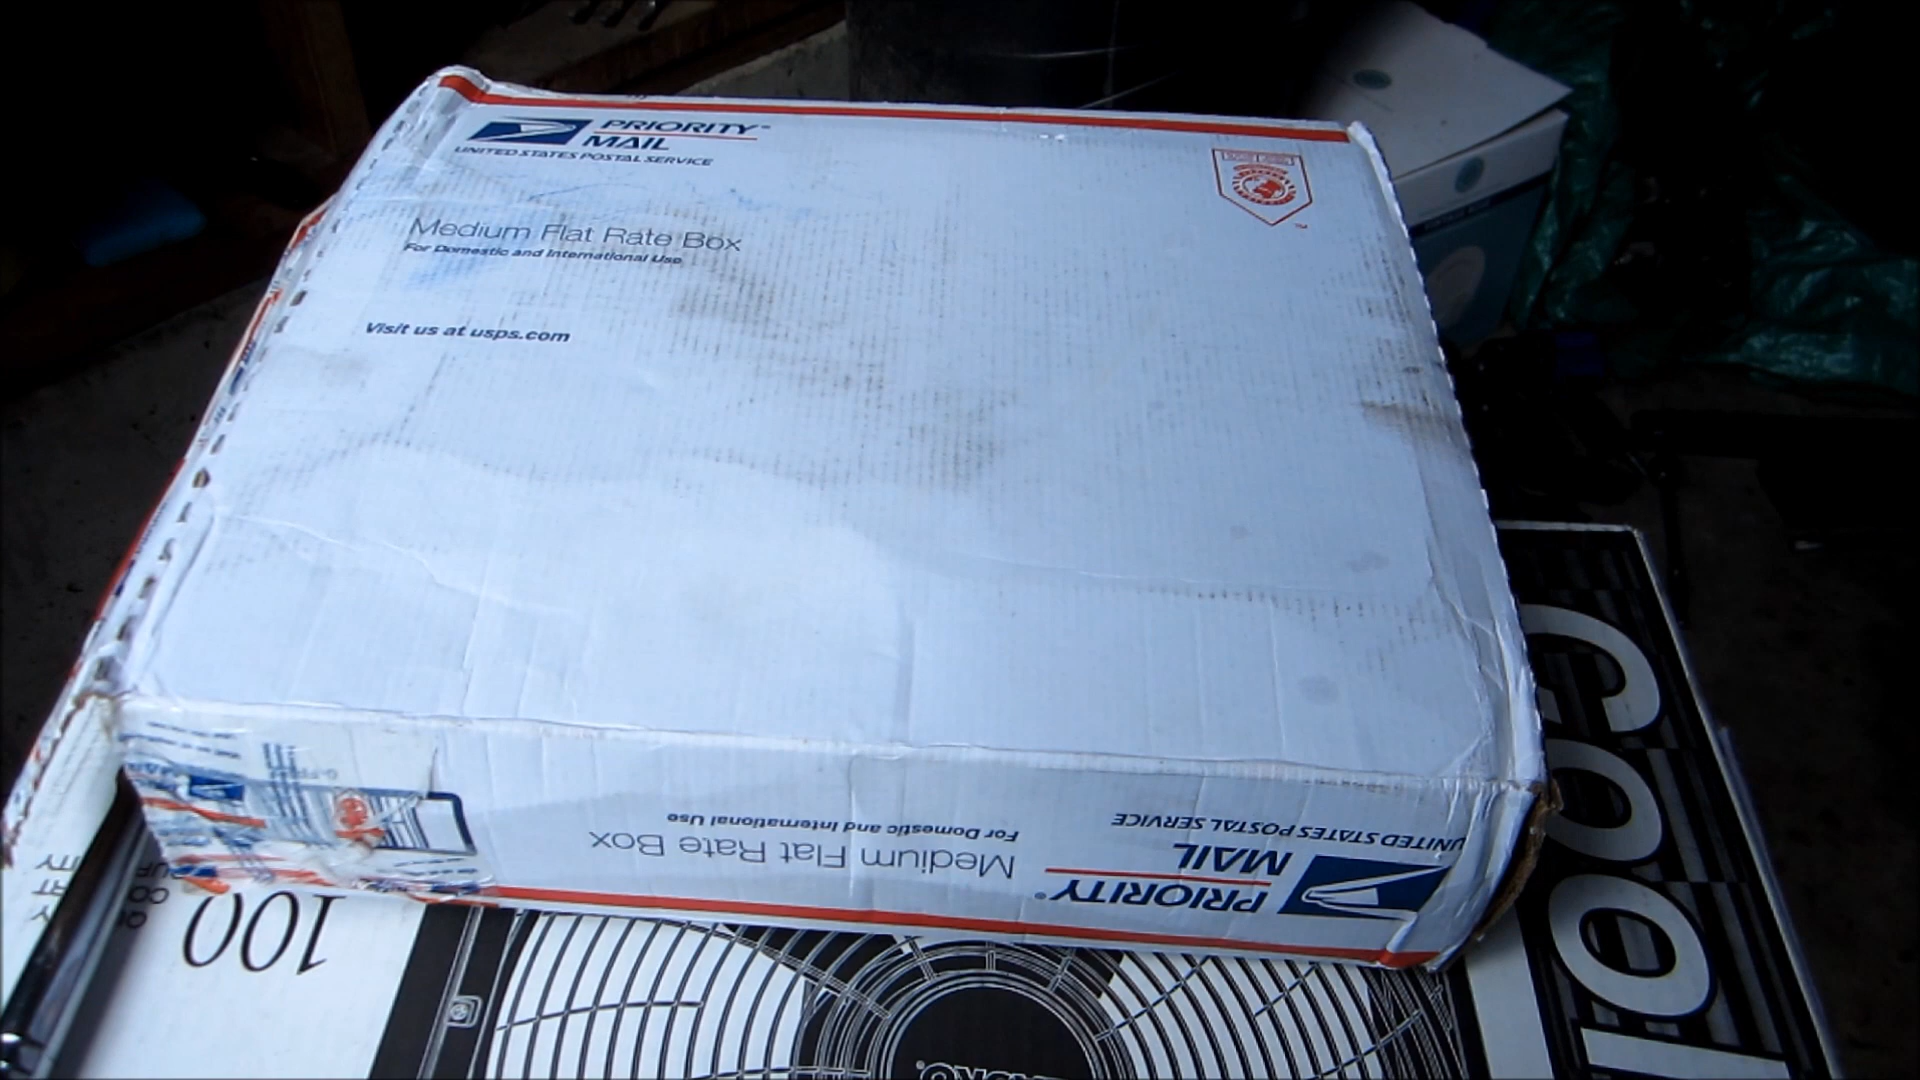 PRIORITY®
MAIL
UNITED STATES POSTAL SERVICE
Medium Flat Rate Box
For Domestic and International Use
Visit us at usps.com
UNITED STATES POSTAL SERVICE
PRIORITY®
MAIL
Medium Flat Rate Box
For Domestic and International Use
100
Cool